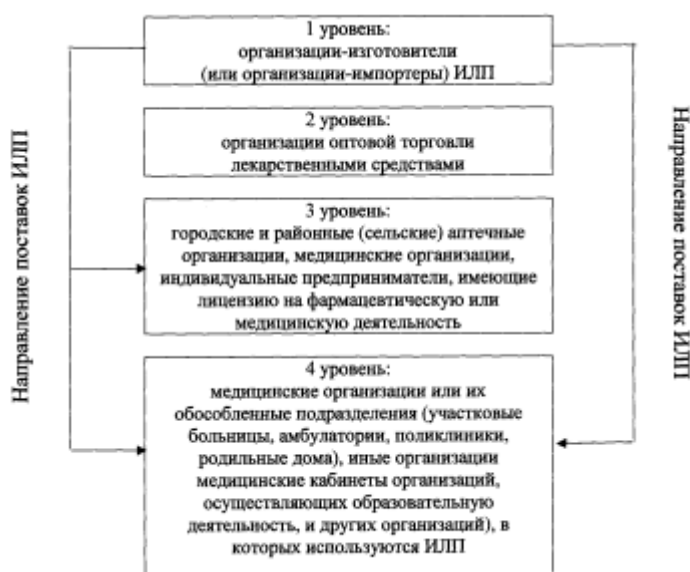 1 уровень:
организации-изготовители
(или организации-импортеры) ИЛП
2 уровень:
организации оптовой торговли
лекарственными средствами
3 уровень:
городские и районные (сельские) аптечные
организации, медицинские организации,
индивидуальные предприниматели, имеющие
лицензию на фармацевтическую или
медицинскую деятельность
4 уровень:
медицинские организации или их
обособленные подразделения (участковые
больницы, амбулатории, поликлиники,
родильные дома), иные организации
медицинские кабинеты организаций,
осуществляющих образовательную
деятельность, и других организаций), в
которых используются ИЛП
Направление поставок ИЛП
Направление поставок ИЛП